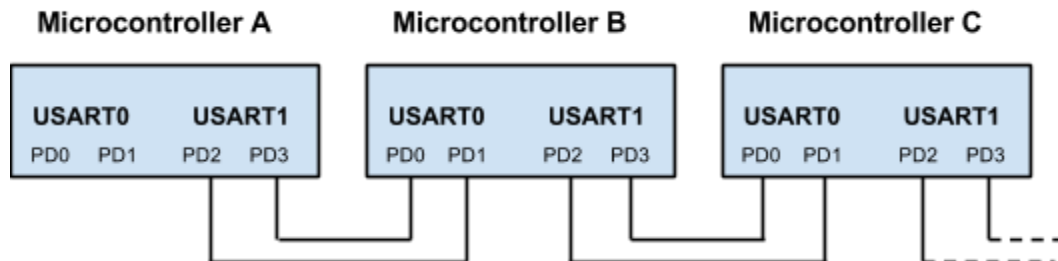 Microcontroller A Microcontroller B Microcontroller C
USART0 USART1 USART0 USART1 USART0 USART1
PD0 PD1 PD2 PD3 PD0 PD1 PD2 PD3 PD0 PD1 PD2 PD3